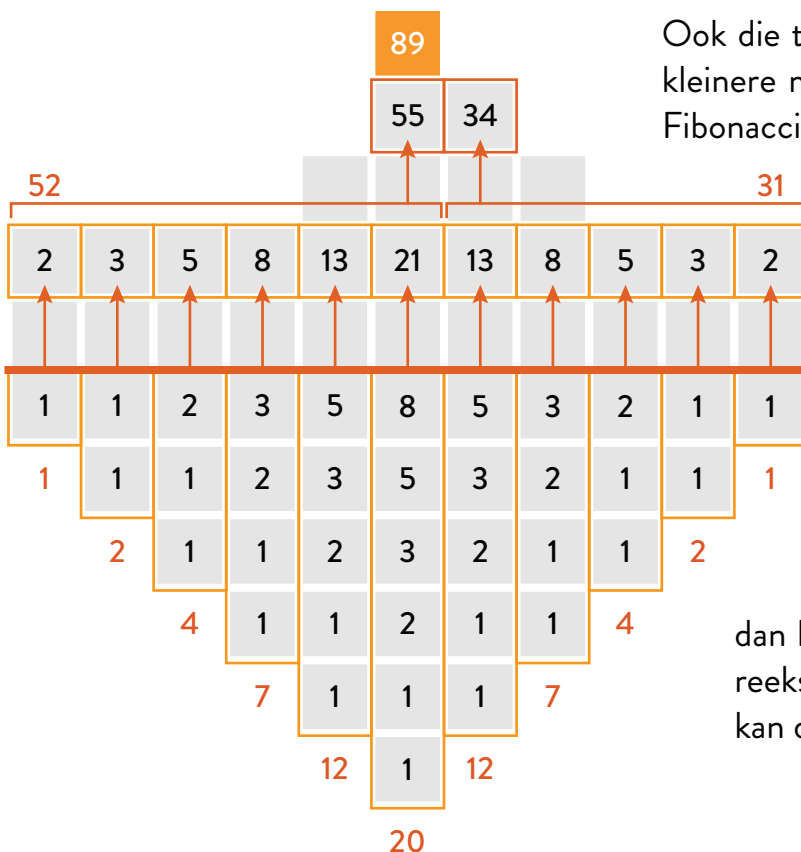 89
Ook die t
kleinere
55 34
Fibonacci
52 31
2 3 5 8 13 21 13 8 5 3 2
1 1 2 3 5 8 5 3 2 1 1
1 1 1 2 3 5 3 2 1 1 1
2 1 1 2 3 2 1 1 2
4 1 1 2 1 1 4
dan
7 1 1 1 7
reeks
kan
12 1 12
20